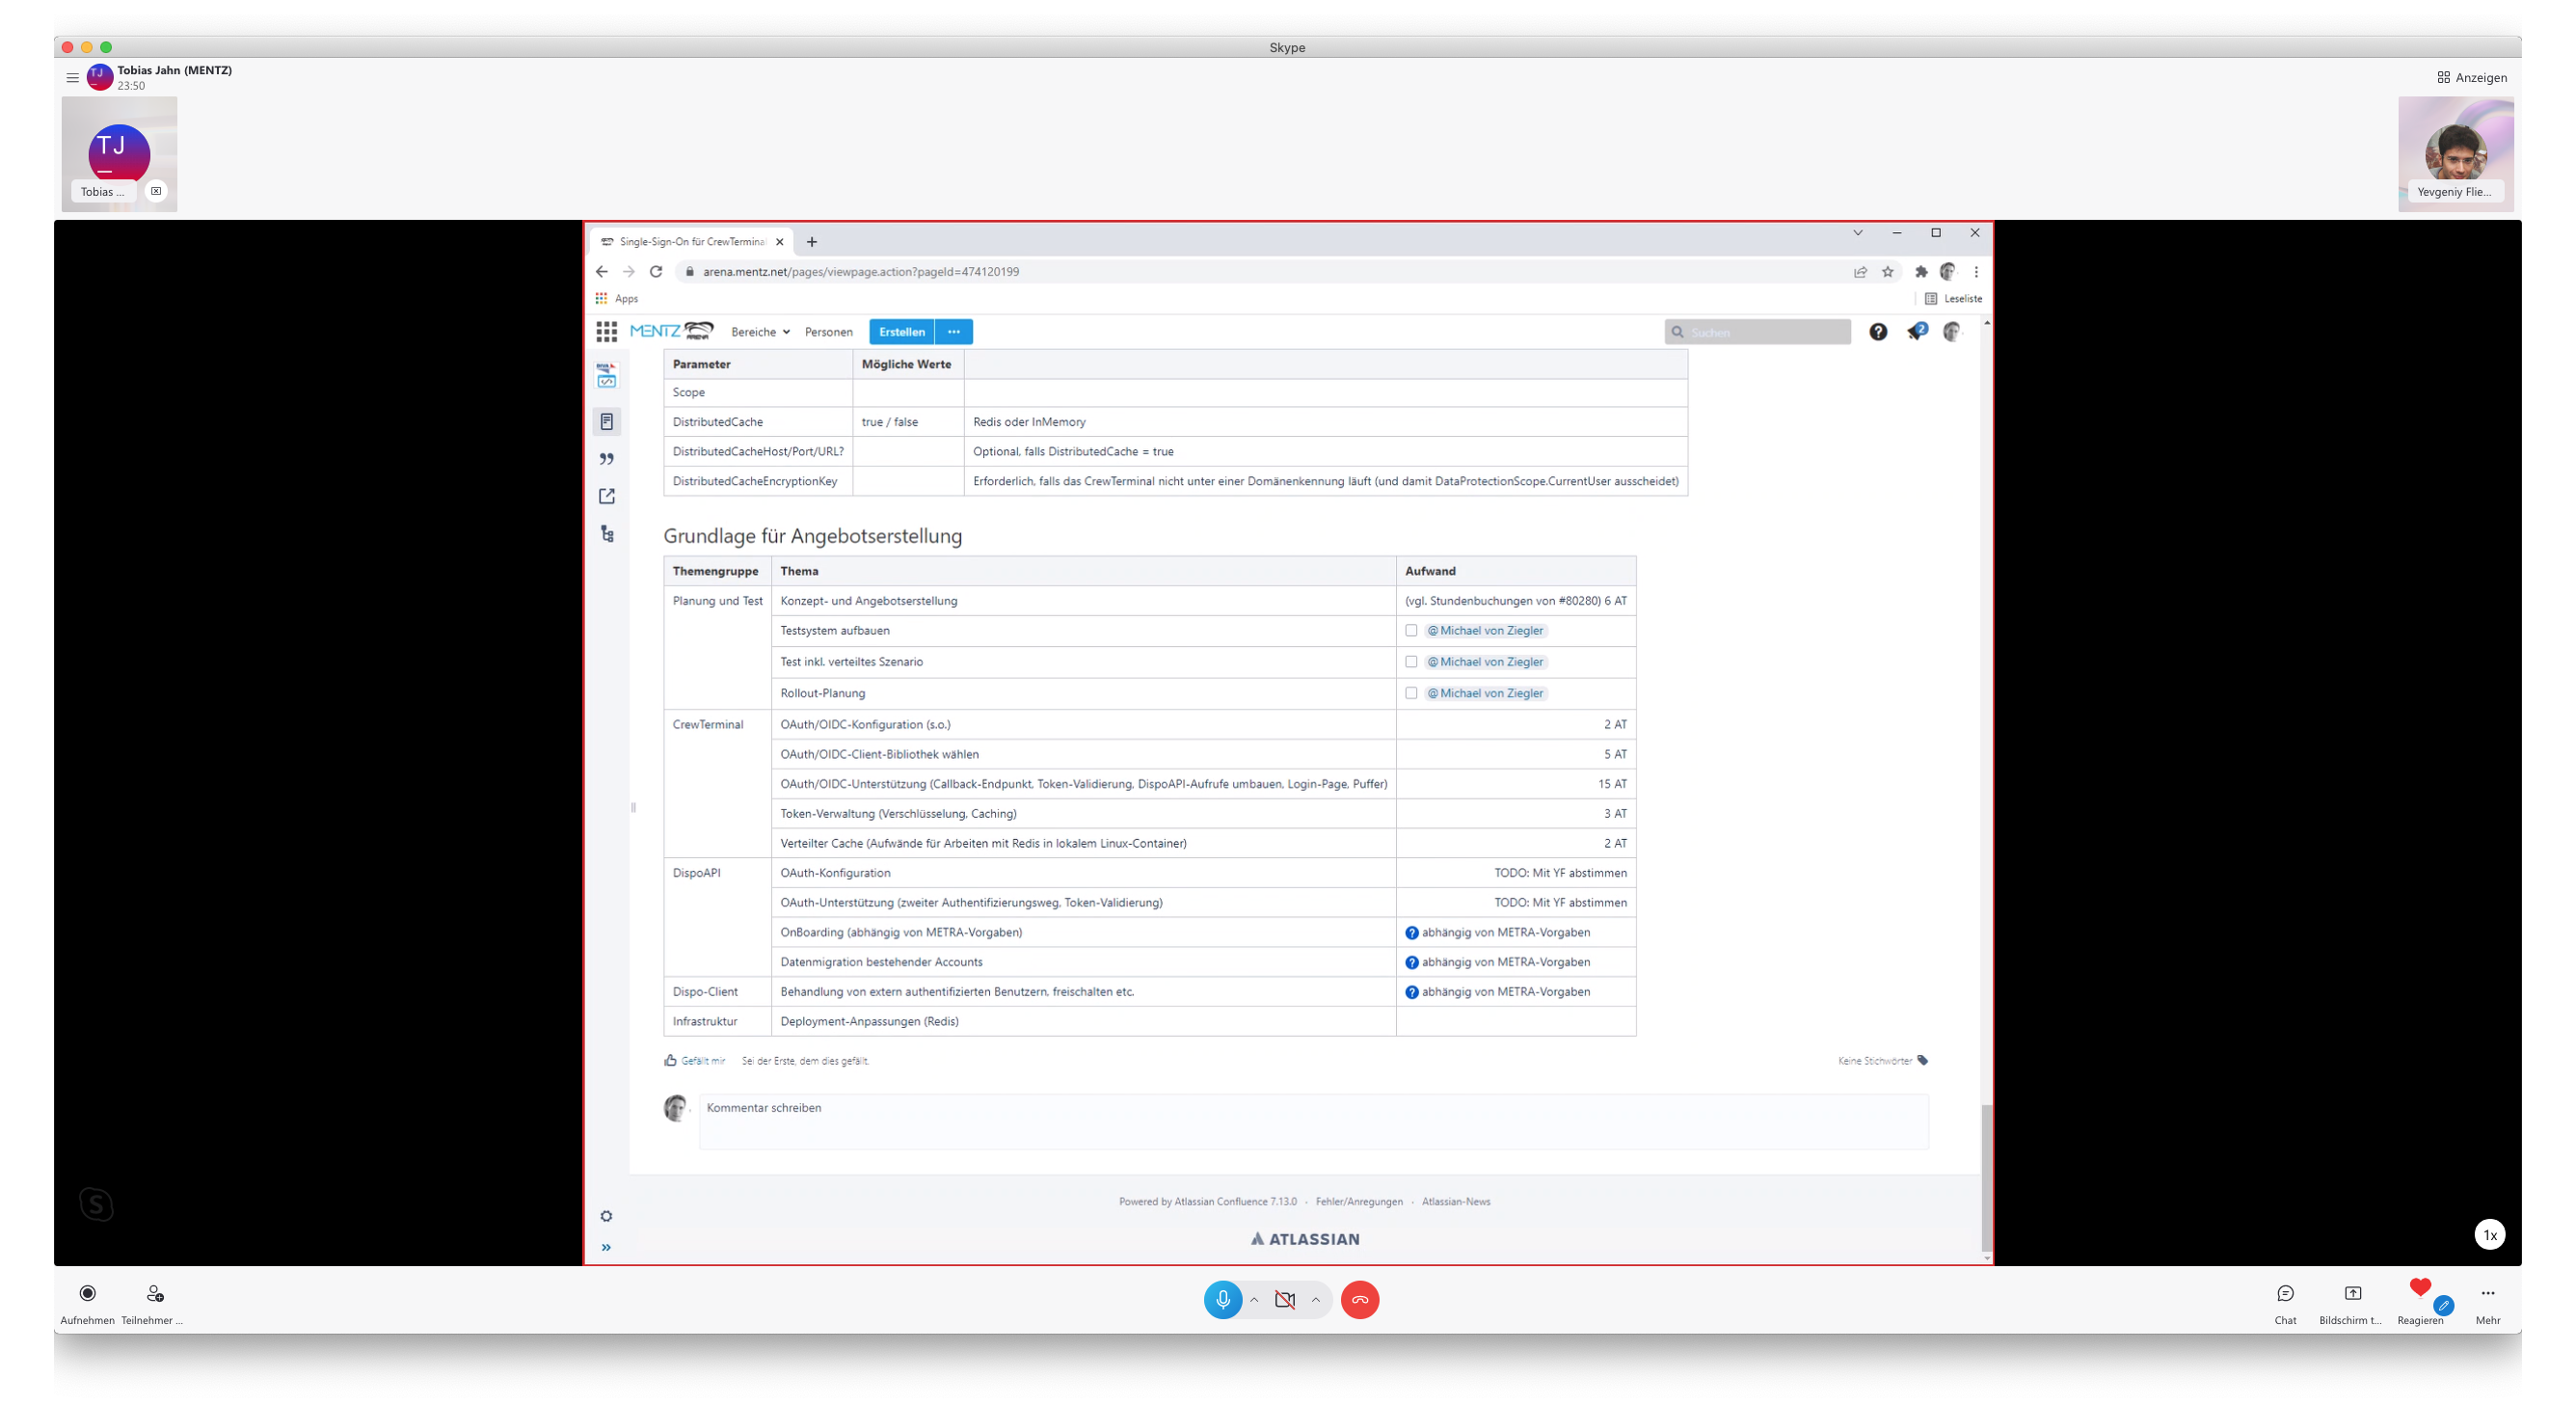 Skype
TJ
Tobias Jahn (MENTZ)
23:50
Anzeigen
TJ
Tobias ...
Yevgeniy Flie...
Single-Sign-On für CrewTermina
arena.mentz.net/pages/viewpage.action?pageId=474120199
Apps
Leseliste
MENTZ ARENA
Bereiche
Personen
Erstellen
Suchen
2
Parameter Mögliche Werte
Scope
DistributedCache true / false Redis oder InMemory
DistributedCacheHost/Port/URL? Optional, falls DistributedCache = true
DistributedCacheEncryptionKey Erforderlich, falls das CrewTerminal nicht unter einer Domänenkennung läuft (und damit DataProtectionScope.CurrentUser ausscheidet)
Grundlage für Angebotserstellung
Themengruppe Thema Aufwand
Planung und Test Konzept- und Angebotserstellung (vgl. Stundenbuchungen von #80280) 6 AT
Testsystem aufbauen @Michael von Ziegler
Test inkl. verteiltes Szenario @Michael von Ziegler
Rollout-Planung @Michael von Ziegler
CrewTerminal OAuth/OIDC-Konfiguration (s.o.) 2 AT
OAuth/OIDC-Client-Bibliothek wählen 5 AT
OAuth/OIDC-Unterstützung (Callback-Endpunkt, Token-Validierung, DispoAPI-Aufrufe umbauen, Login-Page, Puffer) 15 AT
Token-Verwaltung (Verschlüsselung, Caching) 3 AT
Verteilter Cache (Aufwände für Arbeiten mit Redis in lokalem Linux-Container) 2 AT
DispoAPI OAuth-Konfiguration TODO: Mit YF abstimmen
OAuth-Unterstützung (zweiter Authentifizierungsweg, Token-Validierung) TODO: Mit YF abstimmen
OnBoarding (abhängig von METRA-Vorgaben) ? abhängig von METRA-Vorgaben
Datenmigration bestehender Accounts ? abhängig von METRA-Vorgaben
Dispo-Client Behandlung von extern authentifizierten Benutzern, freischalten etc. ? abhängig von METRA-Vorgaben
Infrastruktur Deployment-Anpassungen (Redis)
Gefällt mir Sei der Erste, dem dies gefällt. Keine Stichwörter
Kommentar schreiben
Powered by Atlassian Confluence 7.13.0 · Fehler/Anregungen · Atlassian-News
ATLASSIAN
1x
Aufnehmen
Teilnehmer ...
Chat
Bildschirm t...
Reagieren
Mehr